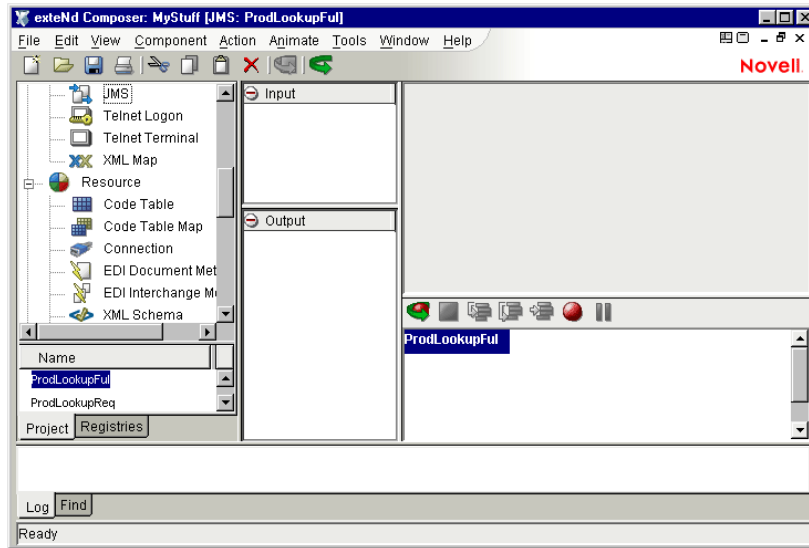 exteNd Composer: MyStuff [JMS: ProdLookupFul]
File Edit View Component Action Animate Tools Window Help
Novell.
JMS
Telnet Logon
Telnet Terminal
XML Map
Resource
Code Table
Code Table Map
Connection
EDI Document Met
EDI Interchange M
XML Schema
Name
ProdLookupFul
ProdLookupReq
Project Registries
Input
Output
ProdLookupFul
Log Find
Ready